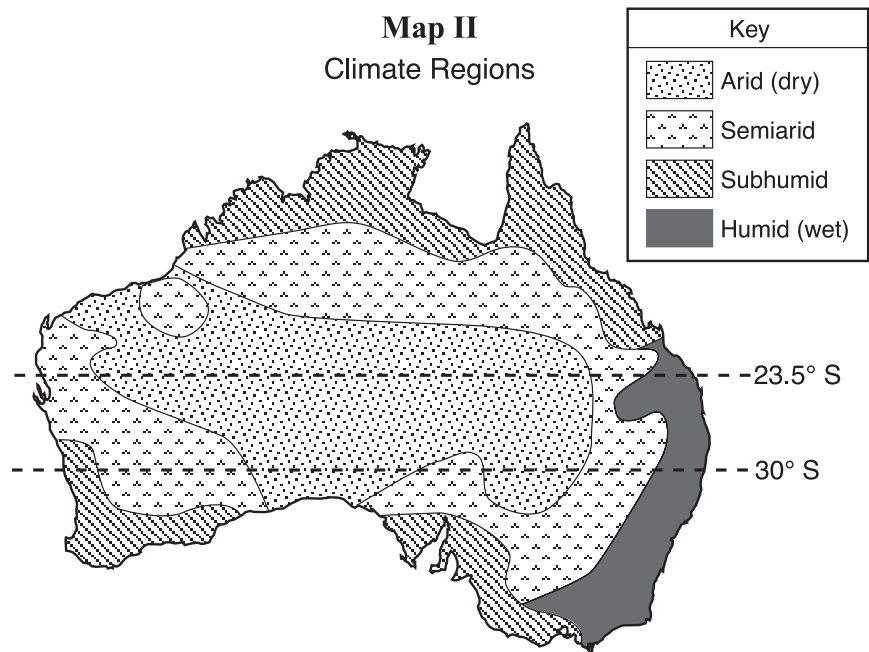 Map II
Climate Regions
Key
Arid (dry)
Semiarid
Subhumid
Humid (wet)
23.5° S
30° S